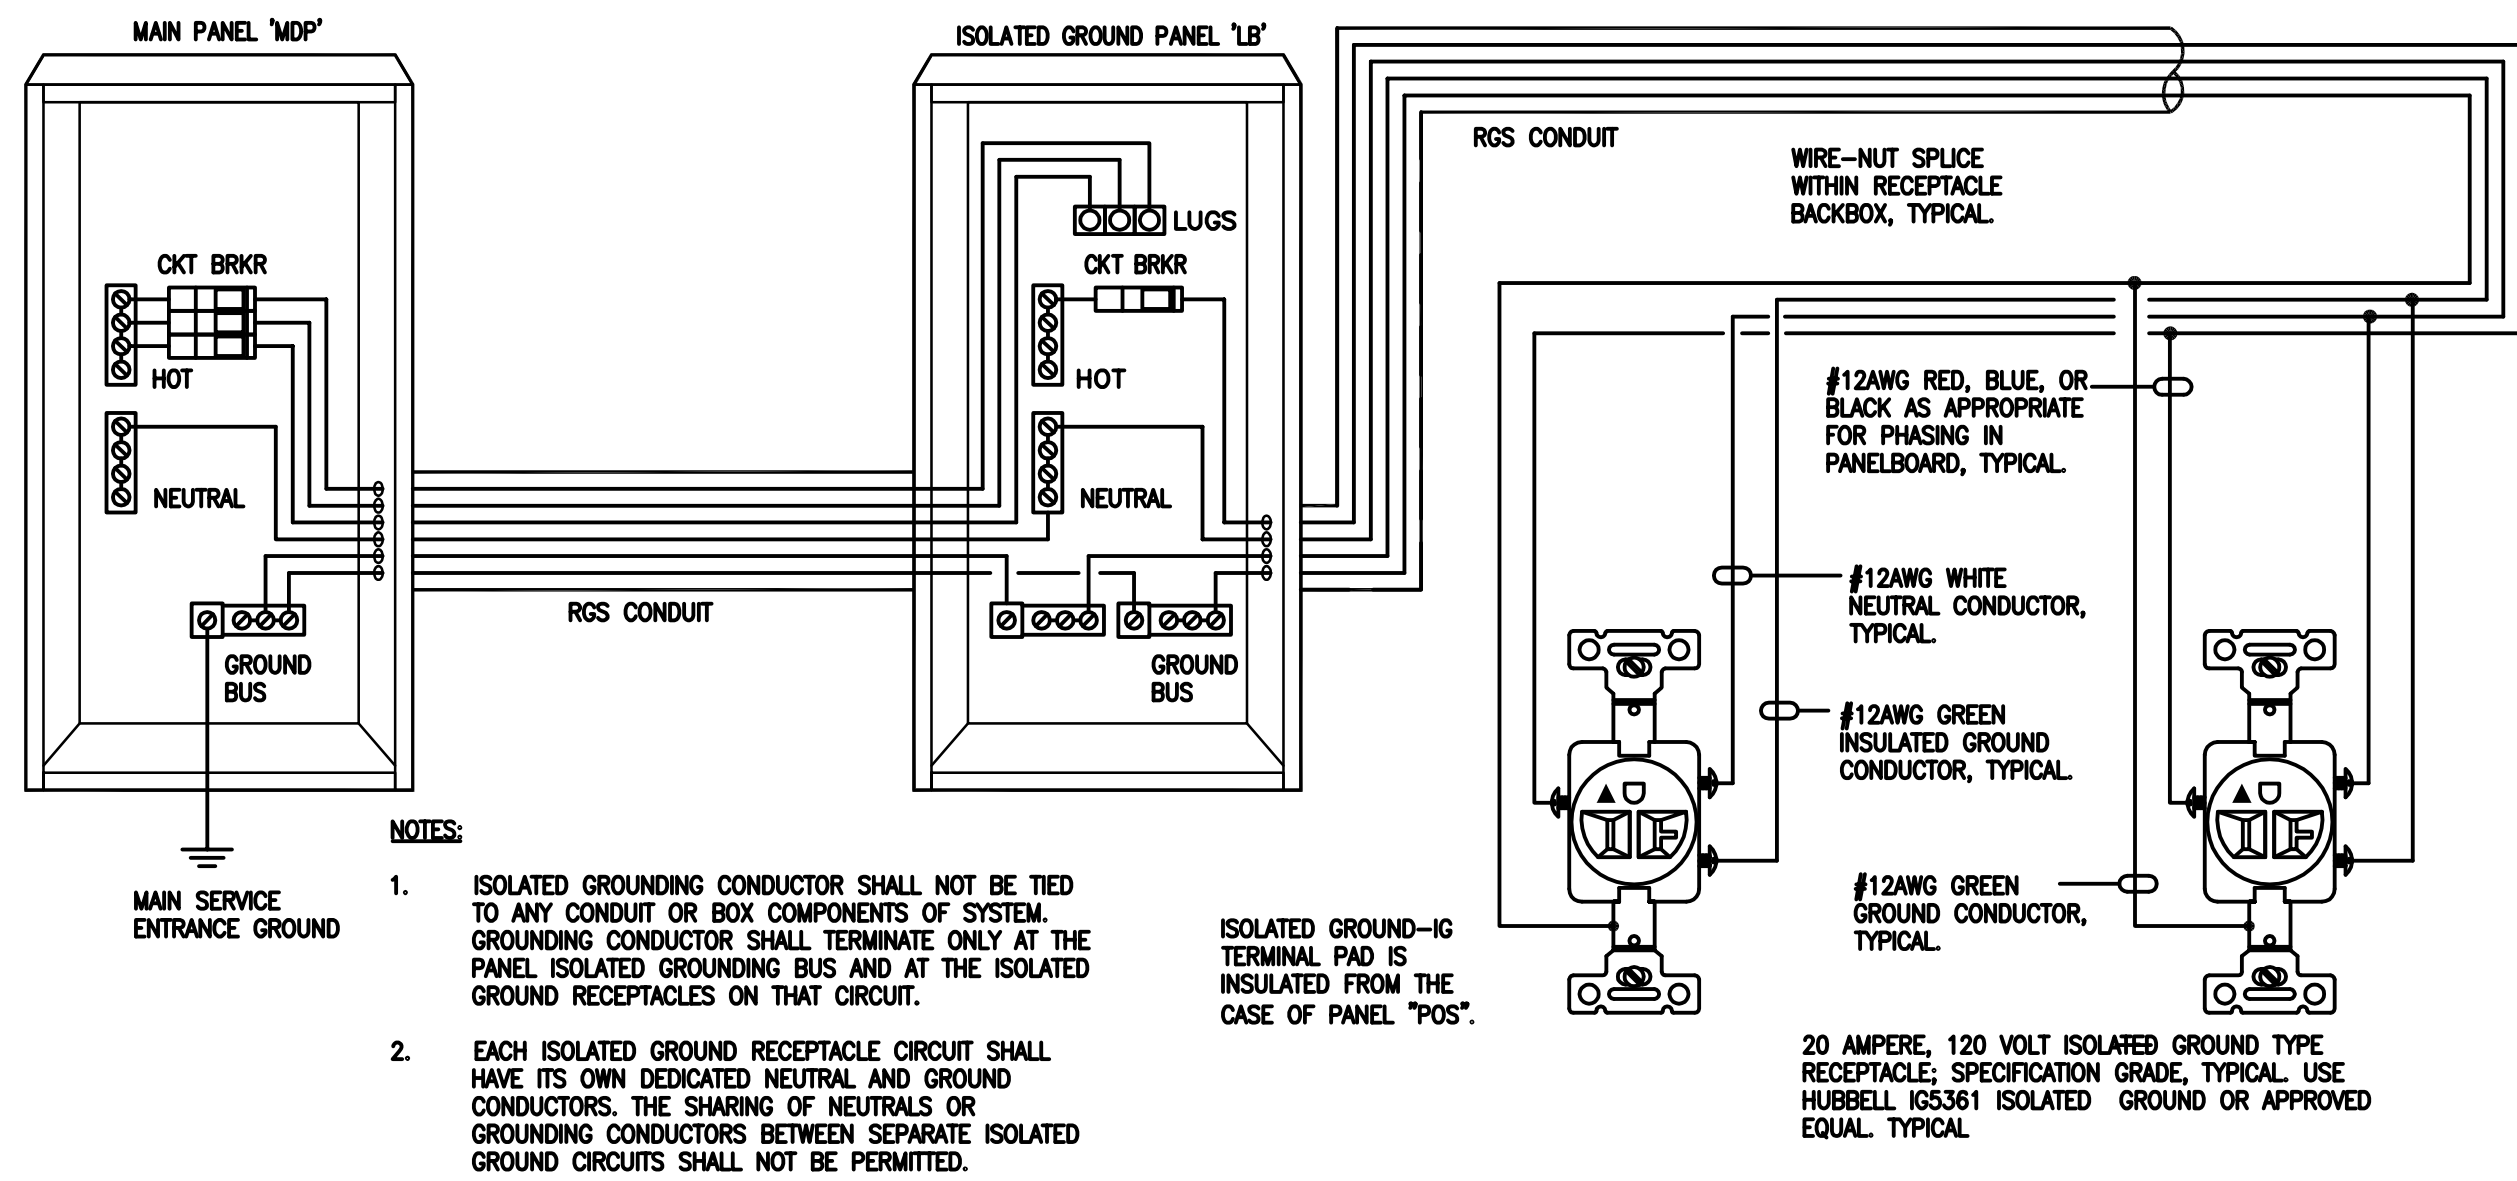 MAIN PANEL 'MDP'
CKT BRKR
HOT
NEUTRAL
GROUND
BUS
MAIN SERVICE
ENTRANCE GROUND
RGS CONDUIT
ISOLATED GROUND PANEL 'LB'
LUGS
CKT BRKR
HOT
NEUTRAL
GROUND
BUS
RGS CONDUIT
WIRE-NUT SPLICE
WITHIN RECEPTACLE
BACKBOX, TYPICAL.
#12AWG RED, BLUE, OR
BLACK AS APPROPRIATE
FOR PHASING IN
PANELBOARD, TYPICAL.
#12AWG WHITE
NEUTRAL CONDUCTOR,
TYPICAL.
#12AWG GREEN
INSULATED GROUND
CONDUCTOR, TYPICAL.
#12AWG GREEN
GROUND CONDUCTOR,
TYPICAL.
NOTES:
1. ISOLATED GROUNDING CONDUCTOR SHALL NOT BE TIED
TO ANY CONDUIT OR BOX COMPONENTS OF SYSTEM.
GROUNDING CONDUCTOR SHALL TERMINATE ONLY AT THE
PANEL ISOLATED GROUNDING BUS AND AT THE ISOLATED
GROUND RECEPTACLES ON THAT CIRCUIT.
2. EACH ISOLATED GROUND RECEPTACLE CIRCUIT SHALL
HAVE ITS OWN DEDICATED NEUTRAL AND GROUND
CONDUCTORS. THE SHARING OF NEUTRALS OR
GROUNDING CONDUCTORS BETWEEN SEPARATE ISOLATED
GROUND CIRCUITS SHALL NOT BE PERMITTED.
ISOLATED GROUND-IG
TERMINAL PAD IS
INSULATED FROM THE
CASE OF PANEL "POS".
20 AMPERE, 120 VOLT ISOLATED GROUND TYPE
RECEPTACLE; SPECIFICATION GRADE, TYPICAL. USE
HUBBELL IG5361 ISOLATED GROUND OR APPROVED
EQUAL. TYPICAL